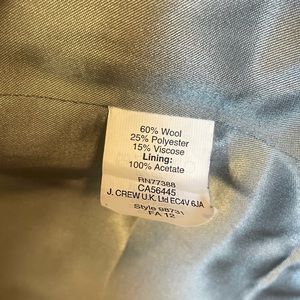 60% Wool
25% Polyester
15% Viscose
Lining:
100% Acetate
RN77388
CA56445
J. CREW U.K. Ltd EC4V 6JA
Style 98731
FA 12